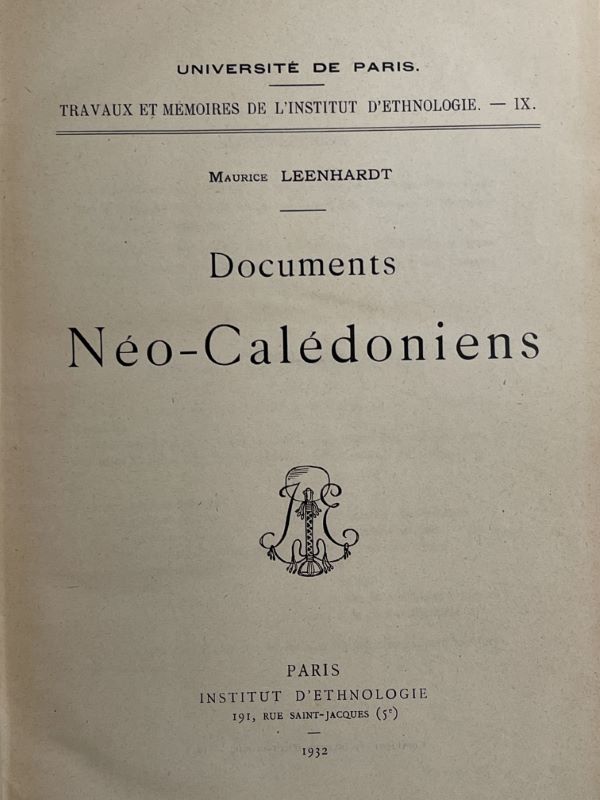 UNIVERSITÉ DE PARIS.
TRAVAUX ET MÉMOIRES DE L'INSTITUT D'ETHNOLOGIE. — IX.
MAURICE LEENHARDT
Documents
Néo-Calédoniens
IE
PARIS
INSTITUT D'ETHNOLOGIE
191, RUE SAINT-JACQUES (5e)
1932